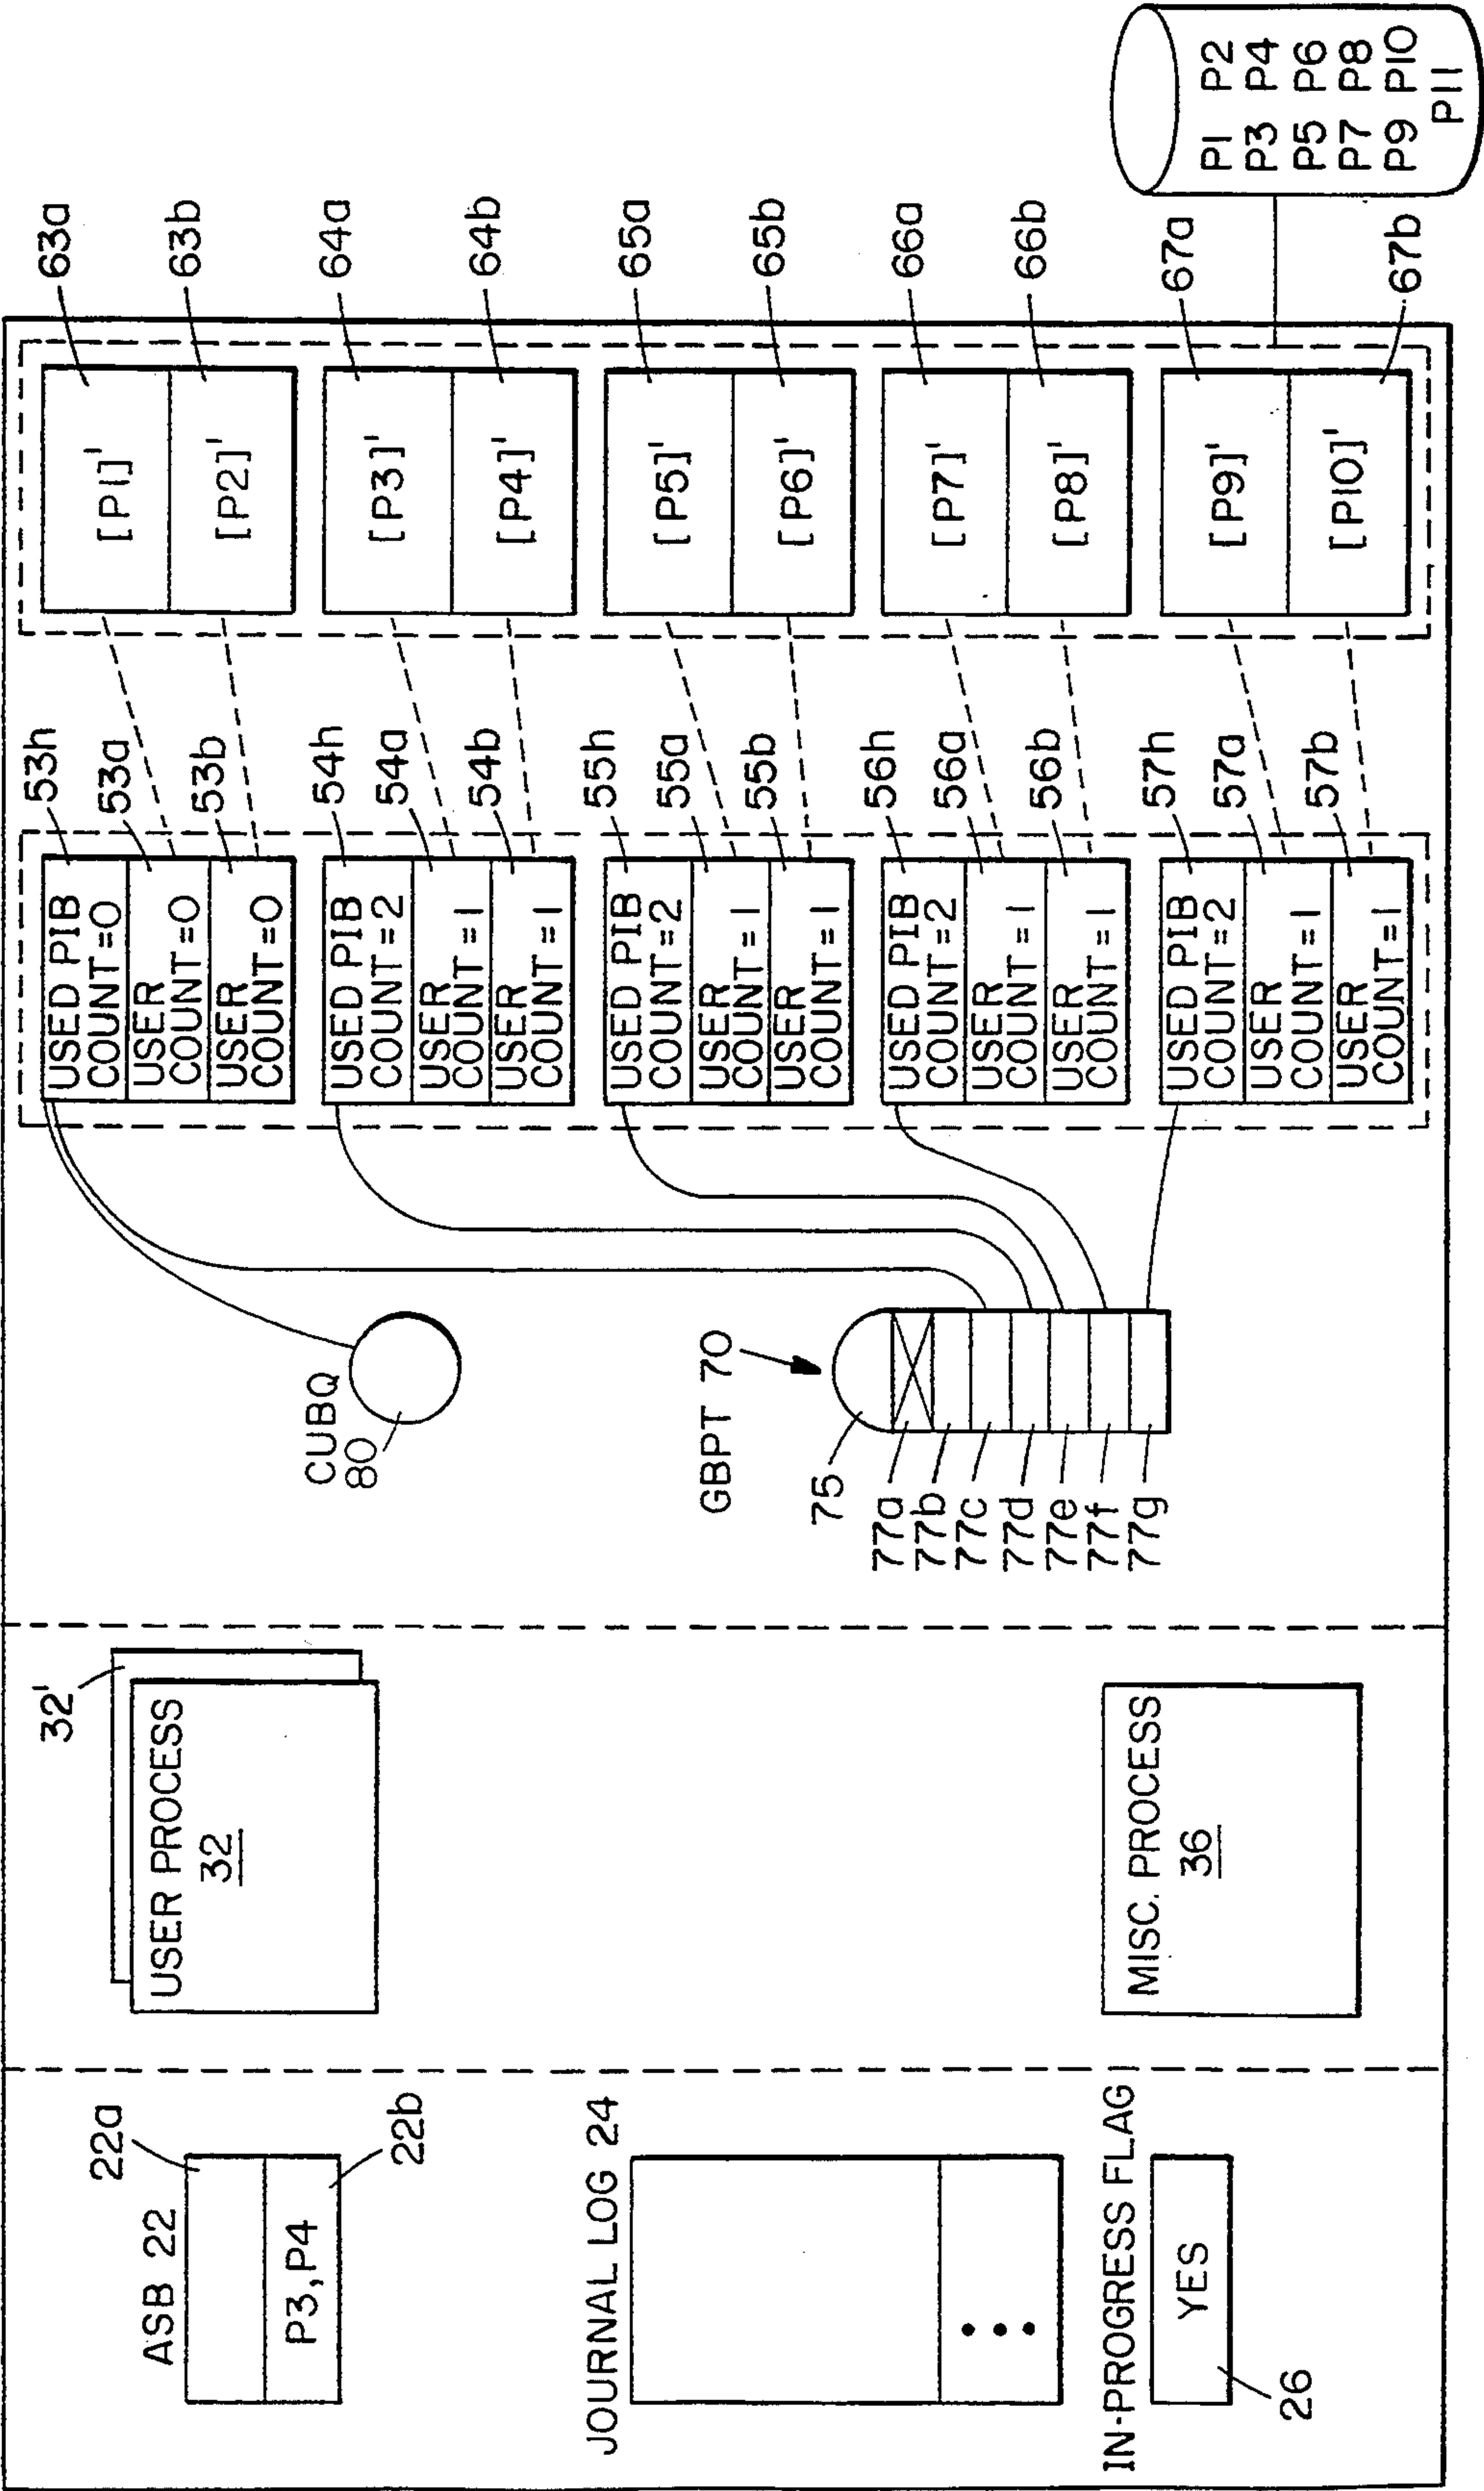 ASB 22
22a
P3,P4
22b
JOURNAL LOG 24
IN-PROGRESS FLAG
YES
26
32'
USER PROCESS
32
MISC. PROCESS
36
CUBQ
80
GBPT 70
75
77a
77b
77c
77d
77e
77f
77g
53h
USED PIB
COUNT=0
53a
USER
COUNT=0
53b
USER
COUNT=0
54h
USED PIB
COUNT=2
54a
USER
COUNT=1
54b
USER
COUNT=1
55h
USED PIB
COUNT=2
55a
USER
COUNT=1
55b
USER
COUNT=1
56h
USED PIB
COUNT=2
56a
USER
COUNT=1
56b
USER
COUNT=1
57h
USED PIB
COUNT=2
57a
USER
COUNT=1
57b
USER
COUNT=1
63a
[P1]'
63b
[P2]'
64a
[P3]'
64b
[P4]'
65a
[P5]'
65b
[P6]'
66a
[P7]'
66b
[P8]'
67a
[P9]'
67b
[P10]'
P1 P2
P3 P4
P5 P6
P7 P8
P9 P10
P11